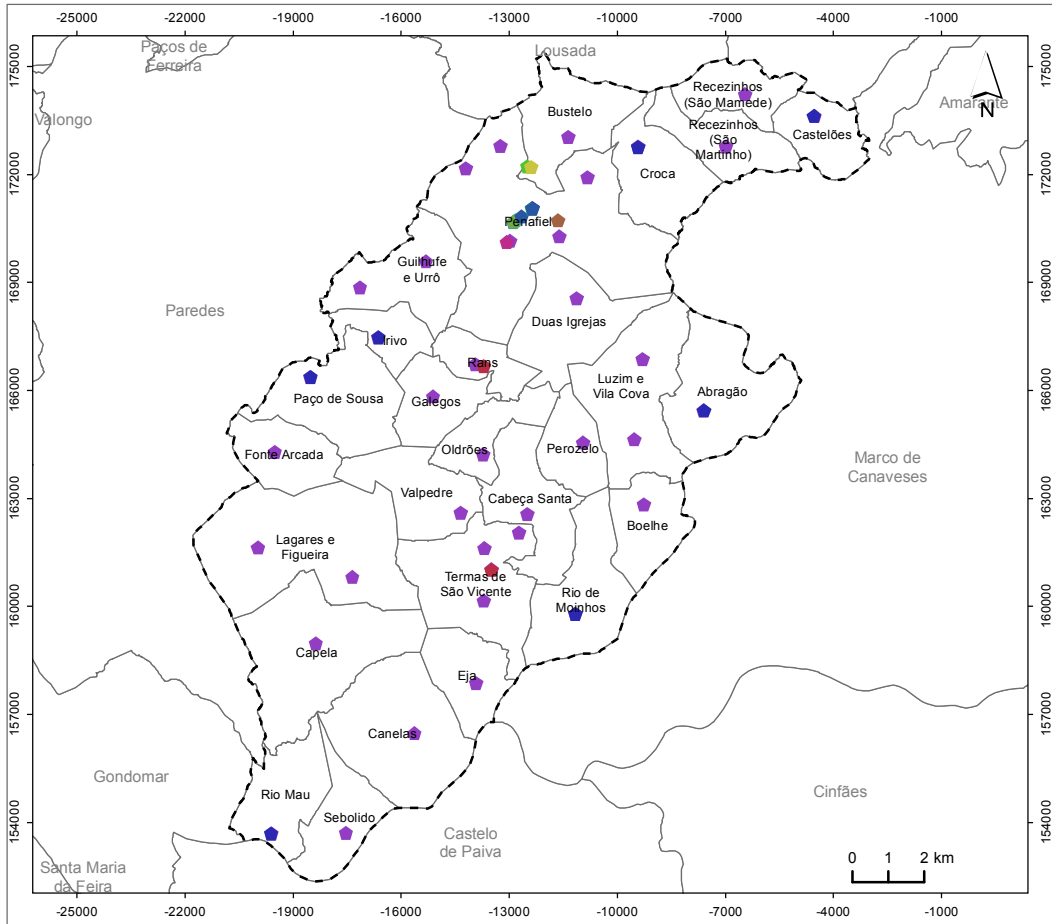 -25000 -22000 -19000 -16000 -13000 -10000 -7000 -4000 -1000
175000
172000
169000
166000
163000
160000
157000
154000
175000
172000
169000
166000
163000
160000
157000
154000
Paços de
Ferreira
Lousada
Amarante
Valongo
N
Recezinhos
(São Mamede)
Bustelo
Recezinhos
(São
Martinho)
Castelões
Croca
Penafiel
Guilhufe
e Urrô
Paredes
Duas Igrejas
Irivo
Rans
Luzim e
Vila Cova
Abragão
Paço de Sousa
Galegos
Fonte Arcada
Oldrões
Perozelo
Marco de
Canaveses
Valpedre
Cabeça Santa
Boelhe
Lagares e
Figueira
Termas de
São Vicente
Rio de
Moinhos
Capela
Eja
Canelas
Gondomar
Rio Mau
Cinfães
Sebolido
Castelo
de Paiva
Santa Maria
da Feira
0 1 2 km
-25000 -22000 -19000 -16000 -13000 -10000 -7000 -4000 -1000